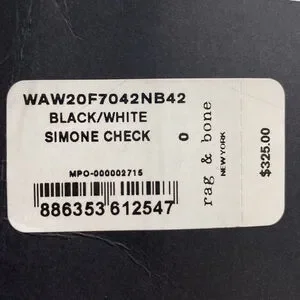 WAW20F7042NB42
BLACK/WHITE
SIMONE CHECK 0
MPO-000002715
886353 612547
rag & bone
NEW YORK
$325.00